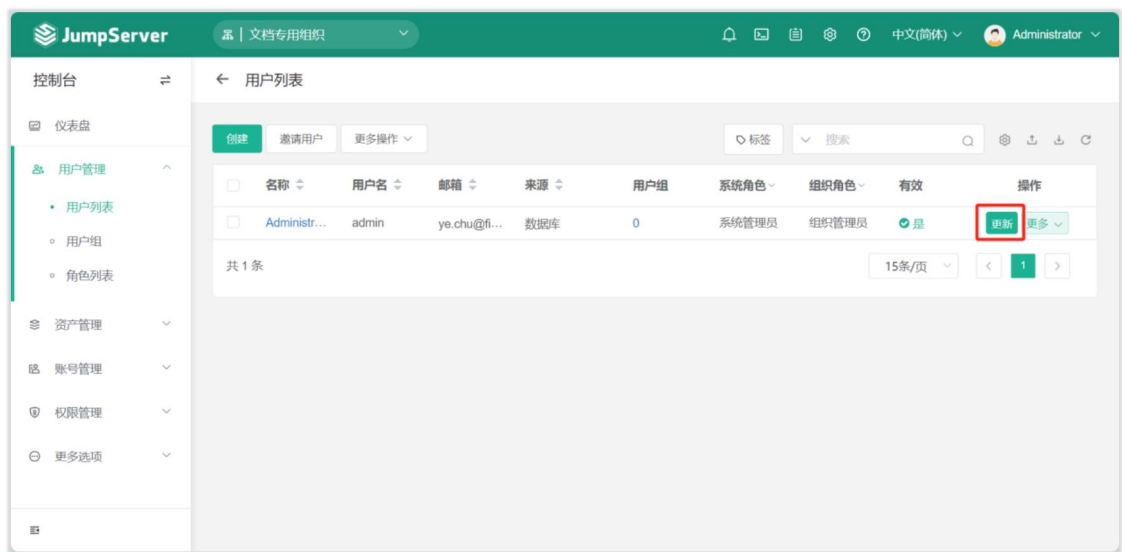 JumpServer
文档专用组织
中文(简体)
Administrator
控制台
用户列表
仪表盘
用户管理
用户列表
用户组
角色列表
资产管理
账号管理
权限管理
更多选项
创建 邀请用户 更多操作
标签 搜索
名称 用户名 邮箱 来源 用户组 系统角色 组织角色 有效 操作
Administr... admin ye.chu@fi... 数据库 0 系统管理员 组织管理员 是 更新 更多
共 1 条
15条/页 1